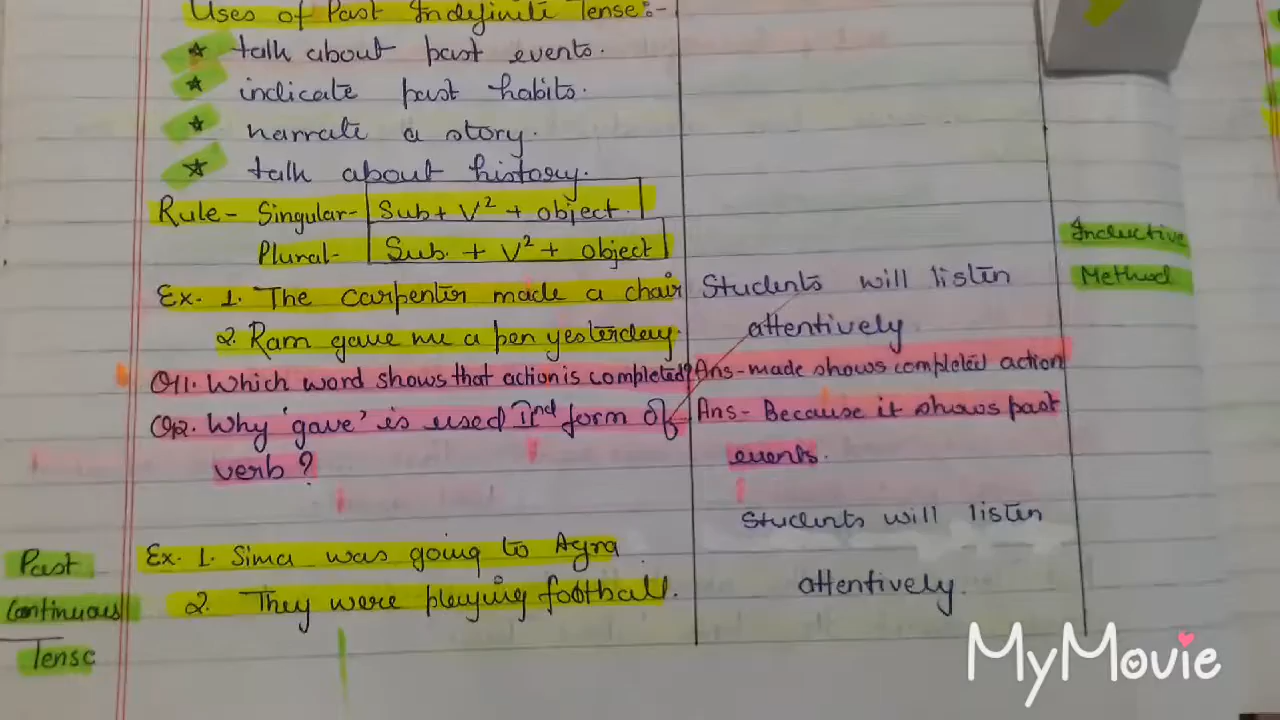 Uses of Past Indefinite Tense:-
★ talk about past events.
★ indicate past habits.
★ narrate a story.
★ talk about history.
Rule- Singular- Sub+ V² + object.
Plural- Sub. + V² + object
Inductive
Method
Ex. 1. The carpenter made a chair
Students will listen
2. Ram gave me a pen yesterday.
attentively.
Q1. Which word shows that action is completed?
Ans- made shows completed action
Q2. Why 'gave' is used IInd form of
Ans- Because it shows past
verb ?
events.
Students will listen
Past
Ex. 1. Sima was going to Agra
attentively.
Continuous
2. They were playing football.
Tense
MyMovie